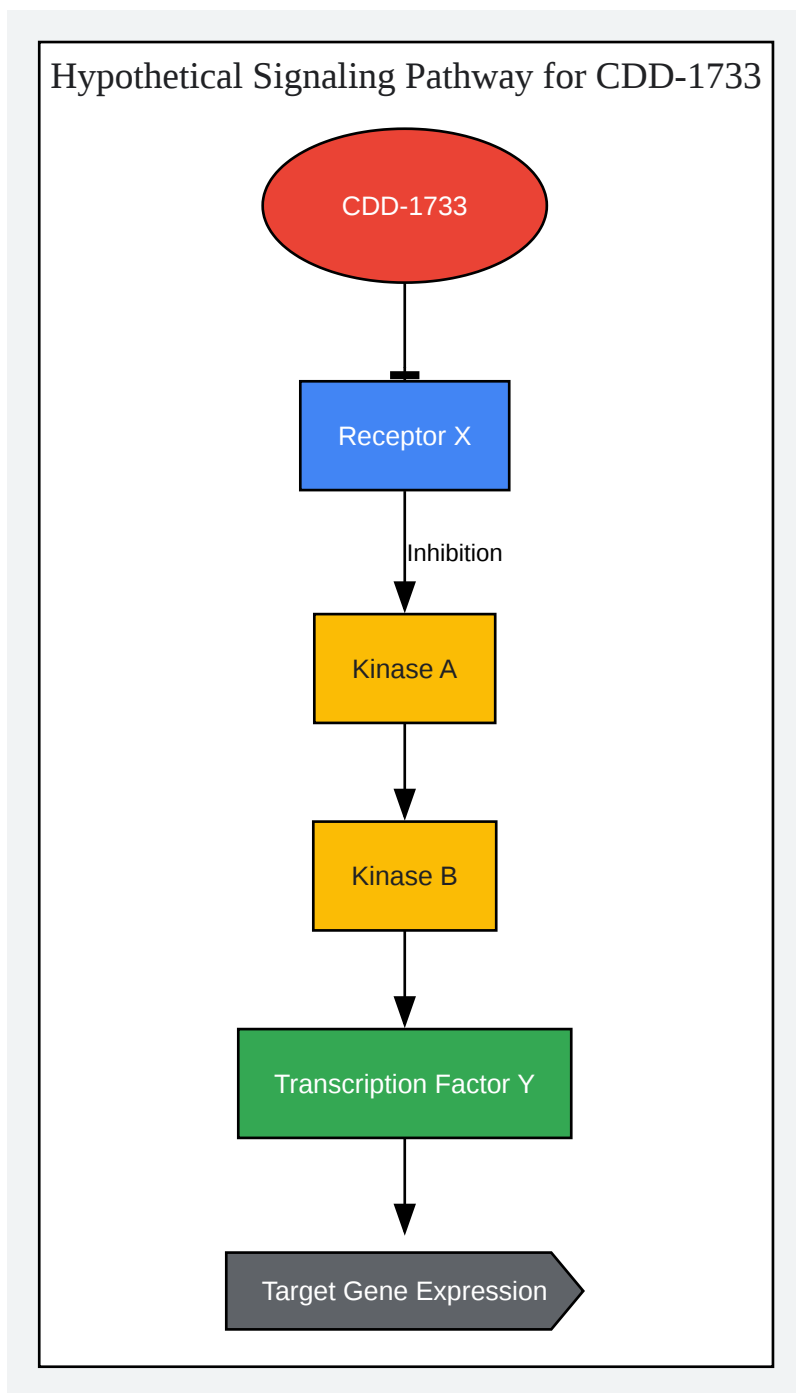 Hypothetical Signaling Pathway for CDD-1733
CDD-1733
Receptor X
Inhibition
Kinase A
Kinase B
Transcription Factor Y
Target Gene Expression